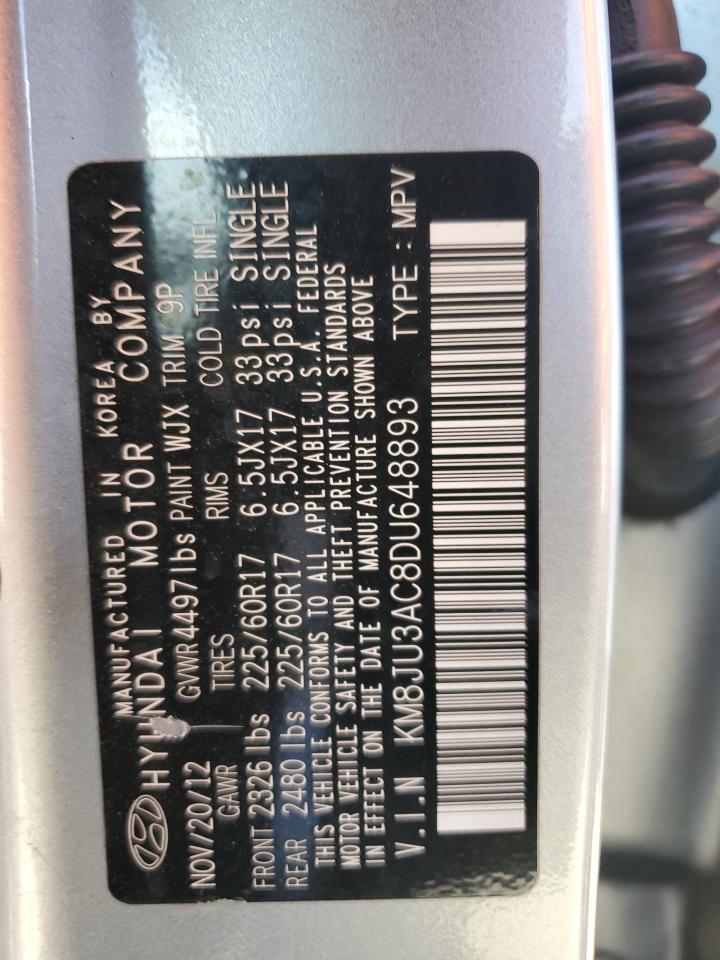 MANUFACTURED IN KOREA BY
HYUNDAI MOTOR COMPANY
NOV/20/12 GVWR 4497lbs PAINT WJX TRIM 9P
GAWR TIRES RIMS COLD TIRE INFL
FRONT 2326 lbs 225/60R17 6.5JX17 33psi SINGLE
REAR 2480 lbs 225/60R17 6.5JX17 33psi SINGLE
THIS VEHICLE CONFORMS TO ALL APPLICABLE U.S.A. FEDERAL
MOTOR VEHICLE SAFETY AND THEFT PREVENTION STANDARDS
IN EFFECT ON THE DATE OF MANUFACTURE SHOWN ABOVE
V.I.N KM8JU3AC8DU648893 TYPE : MPV